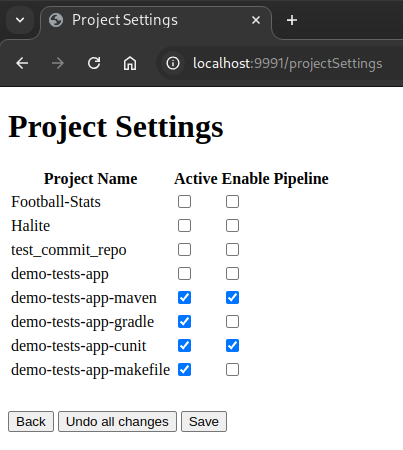 Project Settings
localhost:9991/projectSettings
Project Settings
Project Name Active Enable Pipeline
Football-Stats
Halite
test_commit_repo
demo-tests-app
demo-tests-app-maven
demo-tests-app-gradle
demo-tests-app-cunit
demo-tests-app-makefile
Back Undo all changes Save